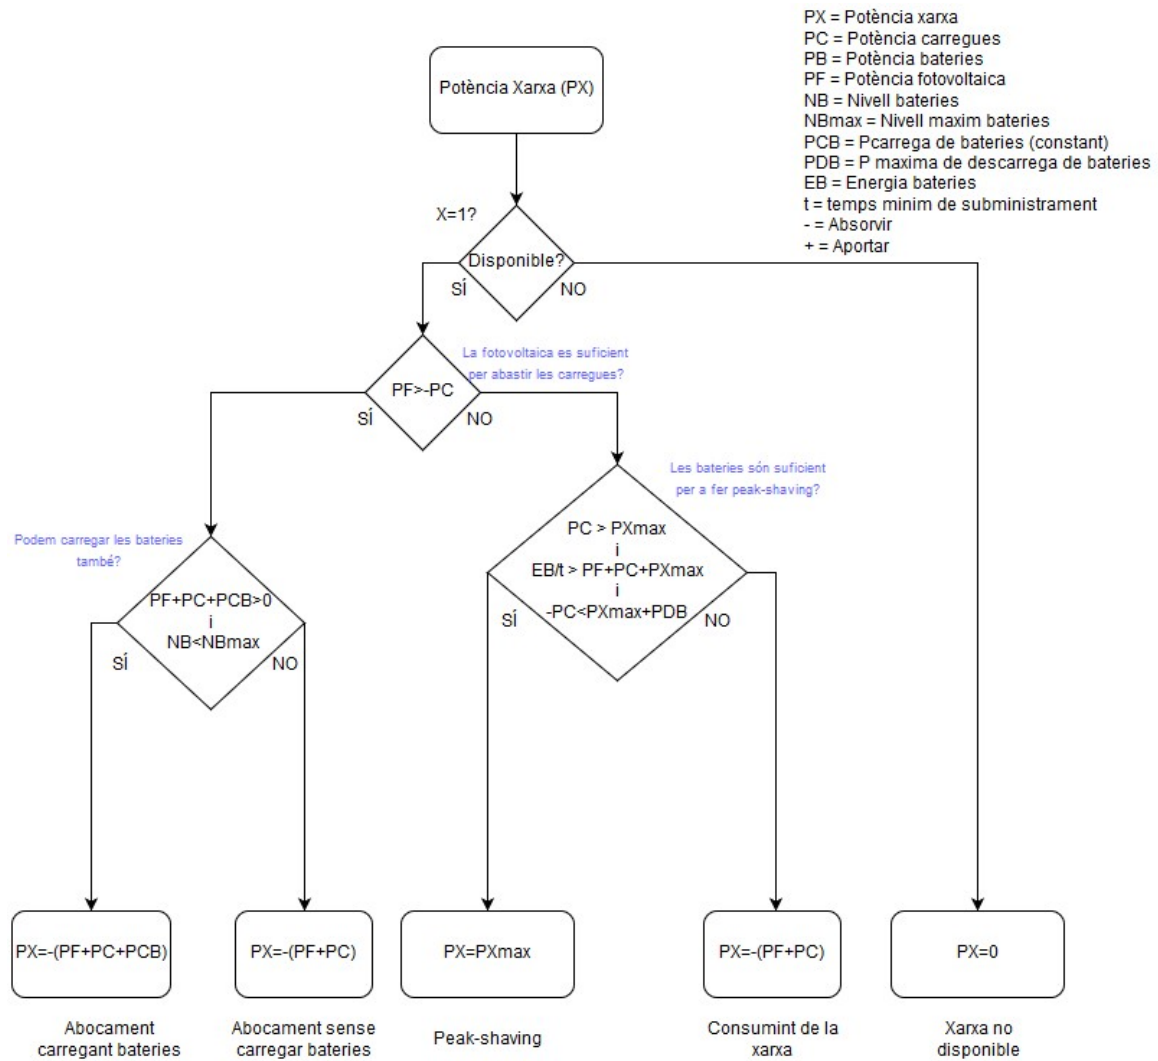 PX = Potència xarxa
PC = Potència carregues
PB = Potència bateries
PF = Potència fotovoltaica
NB = Nivell bateries
NBmax = Nivell maxim bateries
PCB = Pcarrega de bateries (constant)
PDB = P maxima de descarrega de bateries
EB = Energia bateries
t = temps minim de subministrament
- = Absorvir
+ = Aportar
Potència Xarxa (PX)
X=1?
Disponible?
SÍ
NO
La fotovoltaica es suficient
per abastir les carregues?
PF>-PC
SÍ
NO
Les bateries són suficient
per a fer peak-shaving?
PC > PXmax
i
EB/t > PF+PC+PXmax
i
-PC<PXmax+PDB
SÍ
NO
Podem carregar les bateries
també?
PF+PC+PCB>0
i
NB<NBmax
SÍ
NO
PX=-(PF+PC+PCB)
PX=-(PF+PC)
PX=PXmax
PX=-(PF+PC)
PX=0
Abocament
carregant bateries
Abocament sense
carregar bateries
Peak-shaving
Consumint de la
xarxa
Xarxa no
disponible